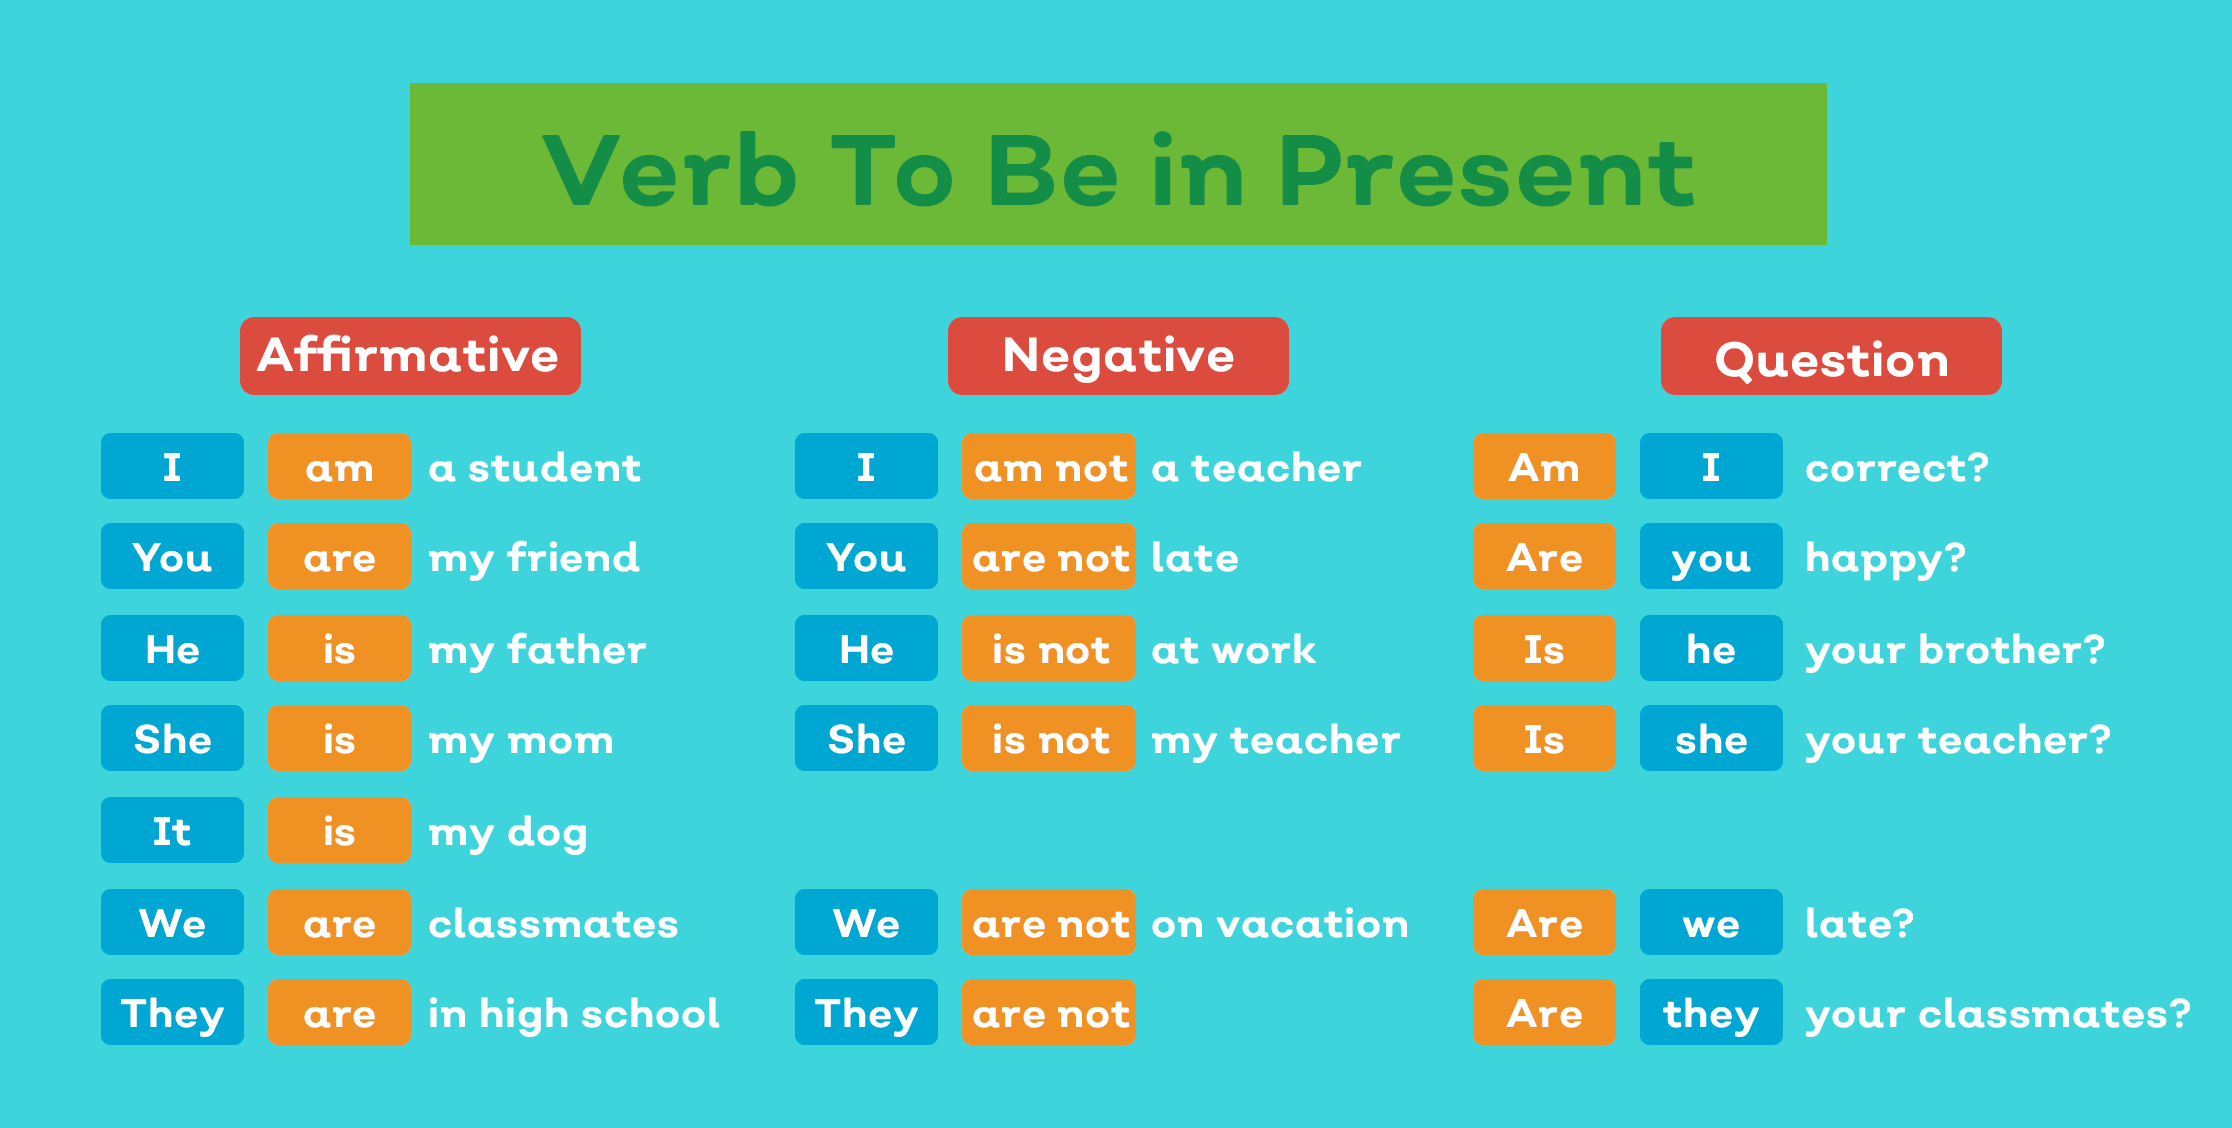 Verb To Be in Present
Affirmative
I am a student
You are my friend
He is my father
She is my mom
It is my dog
We are classmates
They are in high school
Negative
I am not a teacher
You are not late
He is not at work
She is not my teacher
We are not on vacation
They are not
Question
Am I correct?
Are you happy?
Is he your brother?
Is she your teacher?
Are we late?
Are they your classmates?